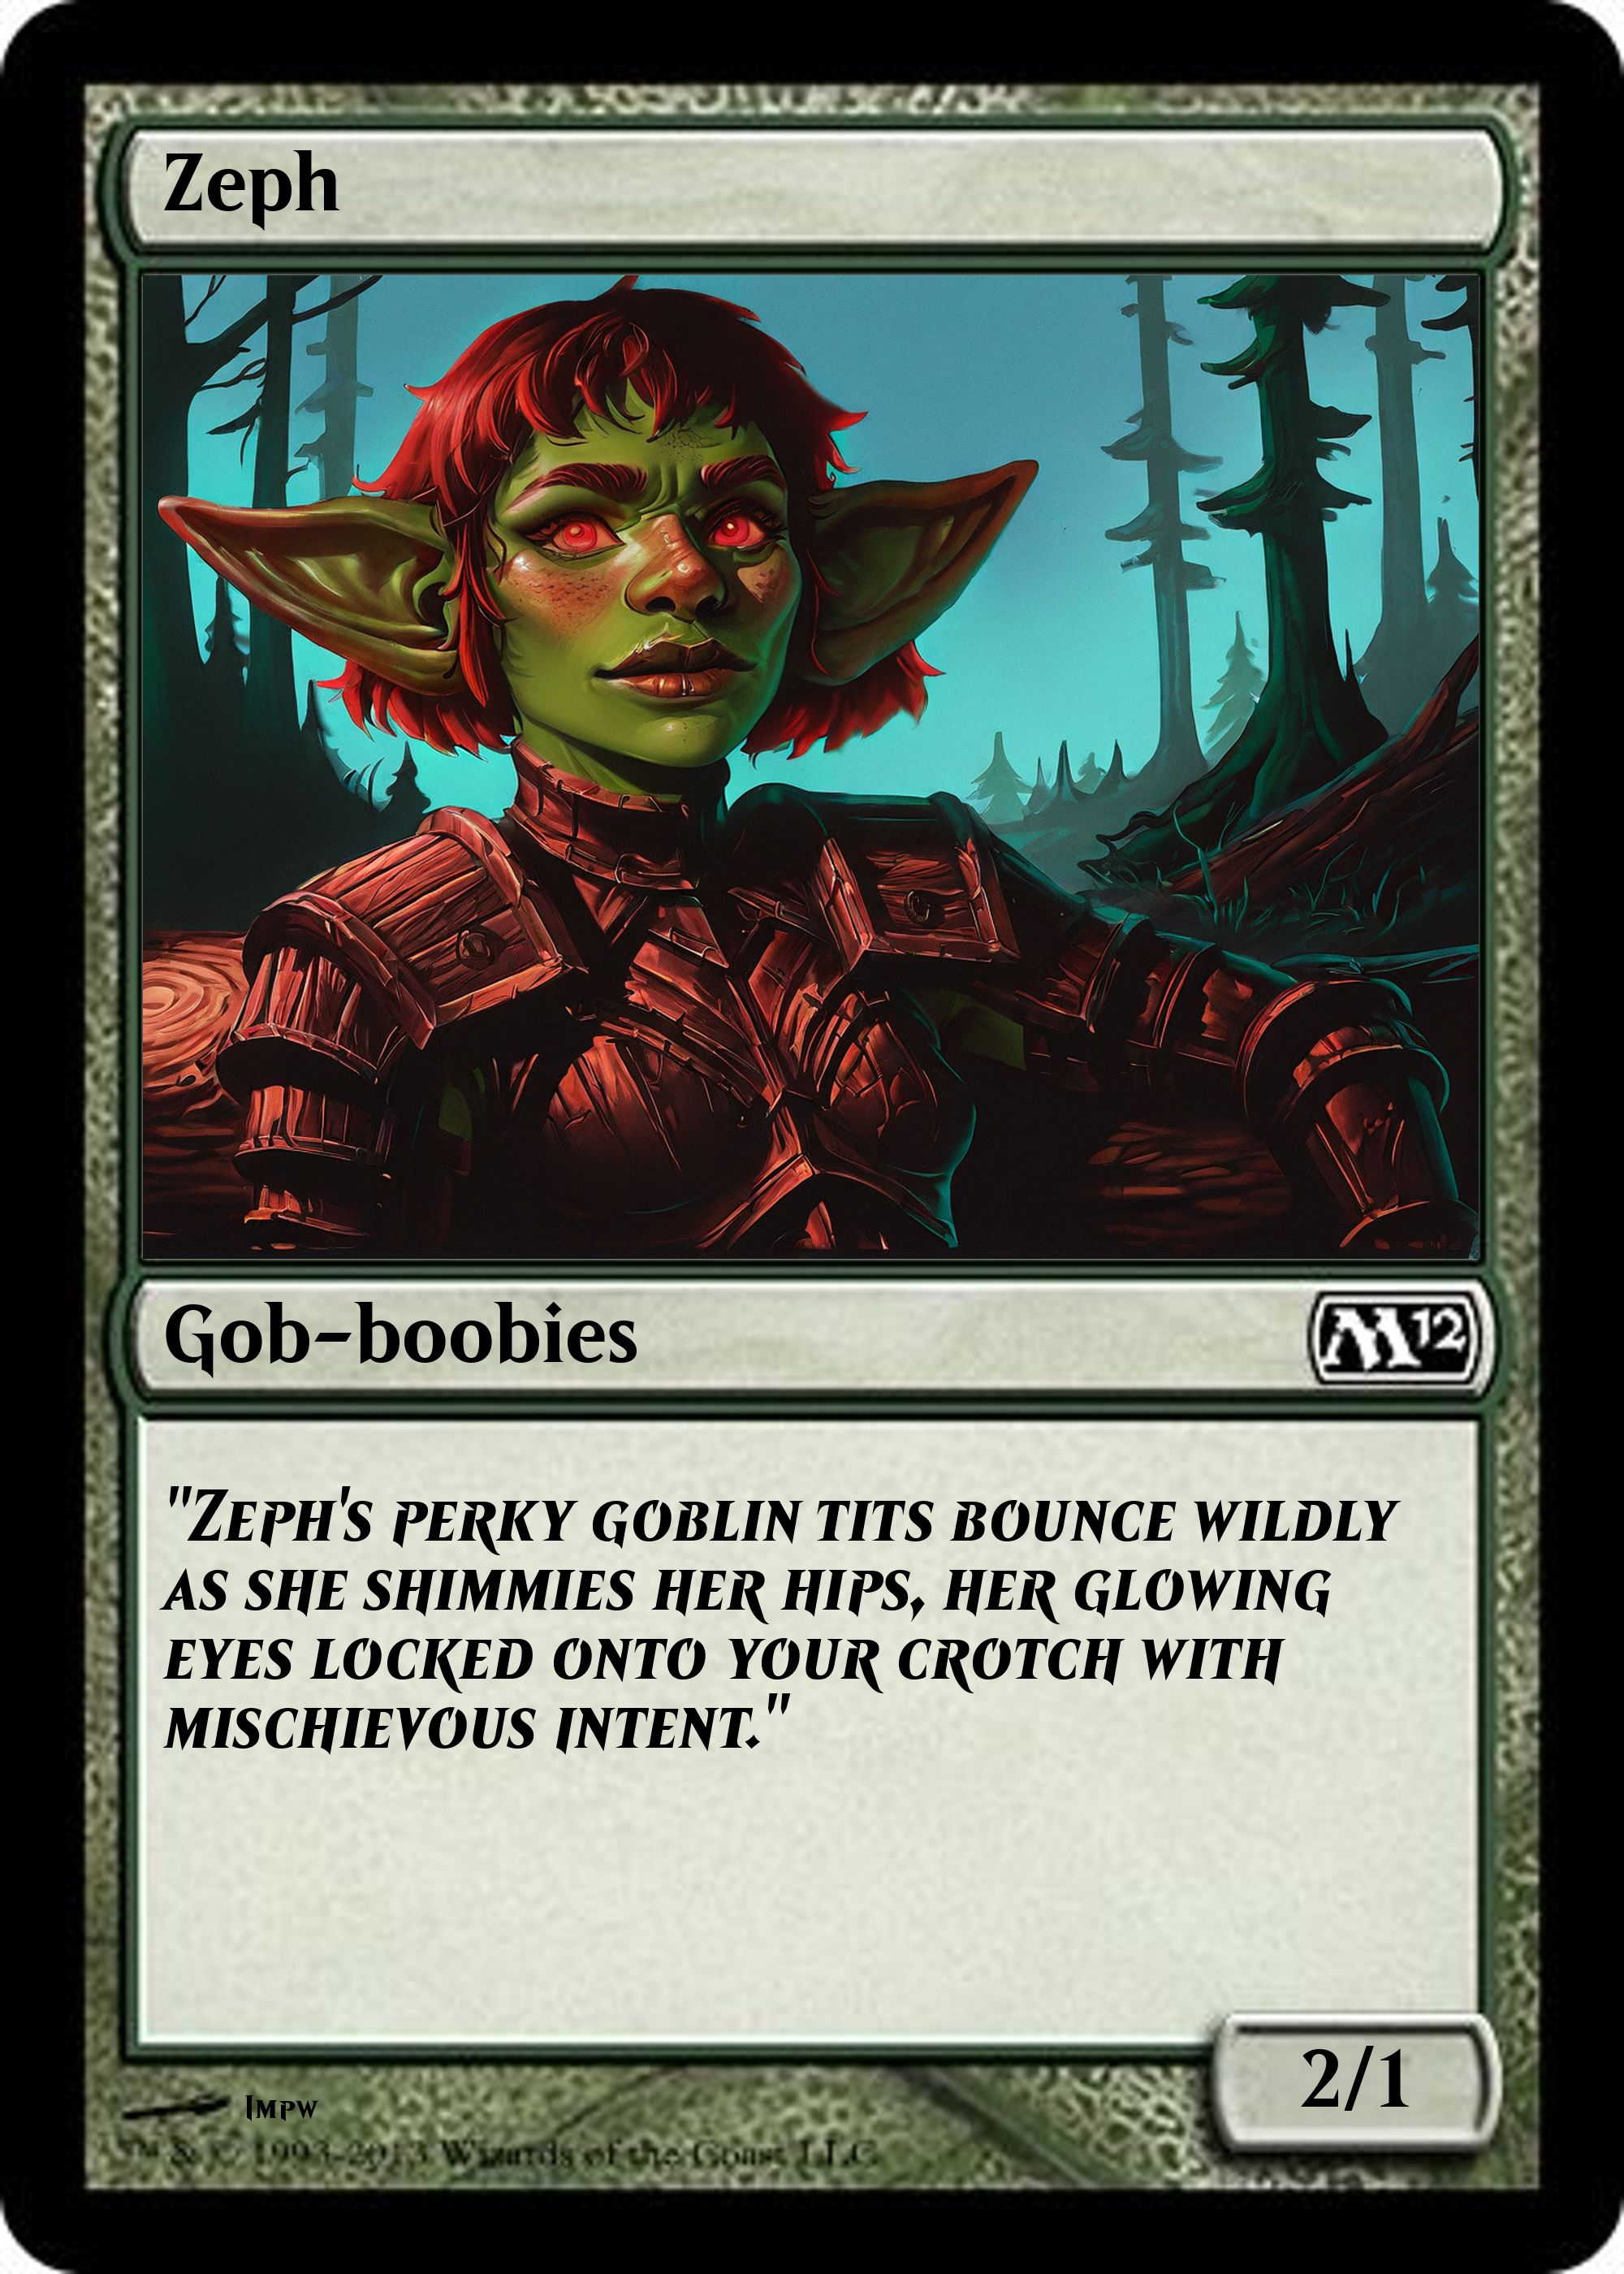 Zeph
Gob-boobies
M12
"Zeph's perky goblin tits bounce wildly
as she shimmies her hips, her glowing
eyes locked onto your crotch with
mischievous intent."
2/1
Impw
™ & © 1993-2013 Wizards of the Coast LLC